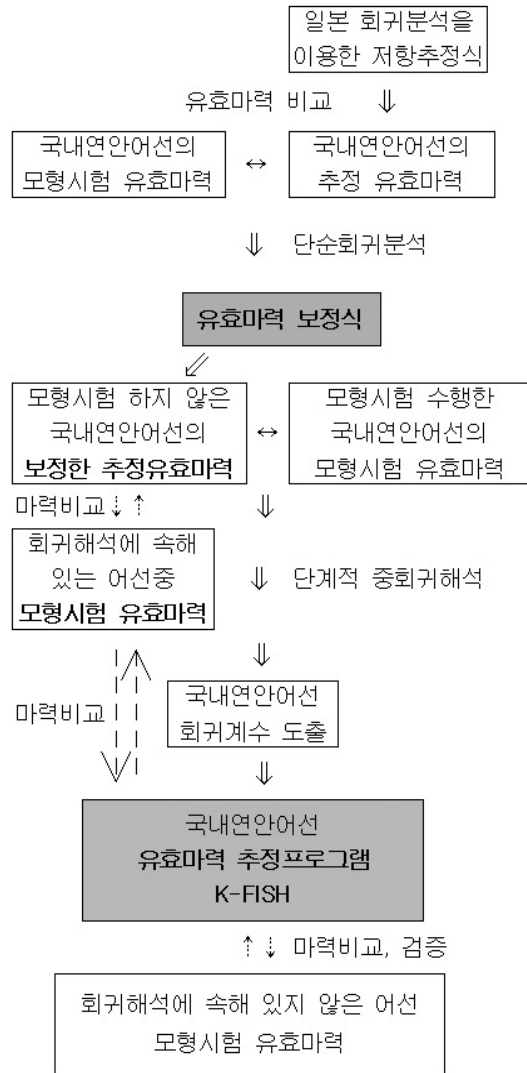 일본 회귀분석을
이용한 저항추정식
유효마력 비교 ⇓
국내연안어선의
모형시험 유효마력
↔
국내연안어선의
추정 유효마력
⇓ 단순회귀분석
유효마력 보정식
모형시험 하지 않은
국내연안어선의
보정한 추정유효마력
↔
모형시험 수행한
국내연안어선의
모형시험 유효마력
마력비교⇣⇡ ⇓
회귀해석에 속해
있는 어선중
모형시험 유효마력
⇓ 단계적 중회귀해석
⇓
마력비교
국내연안어선
회귀계수 도출
⇓
국내연안어선
유효마력 추정프로그램
K-FISH
⇡⇣ 마력비교, 검증
회귀해석에 속해 있지 않은 어선
모형시험 유효마력